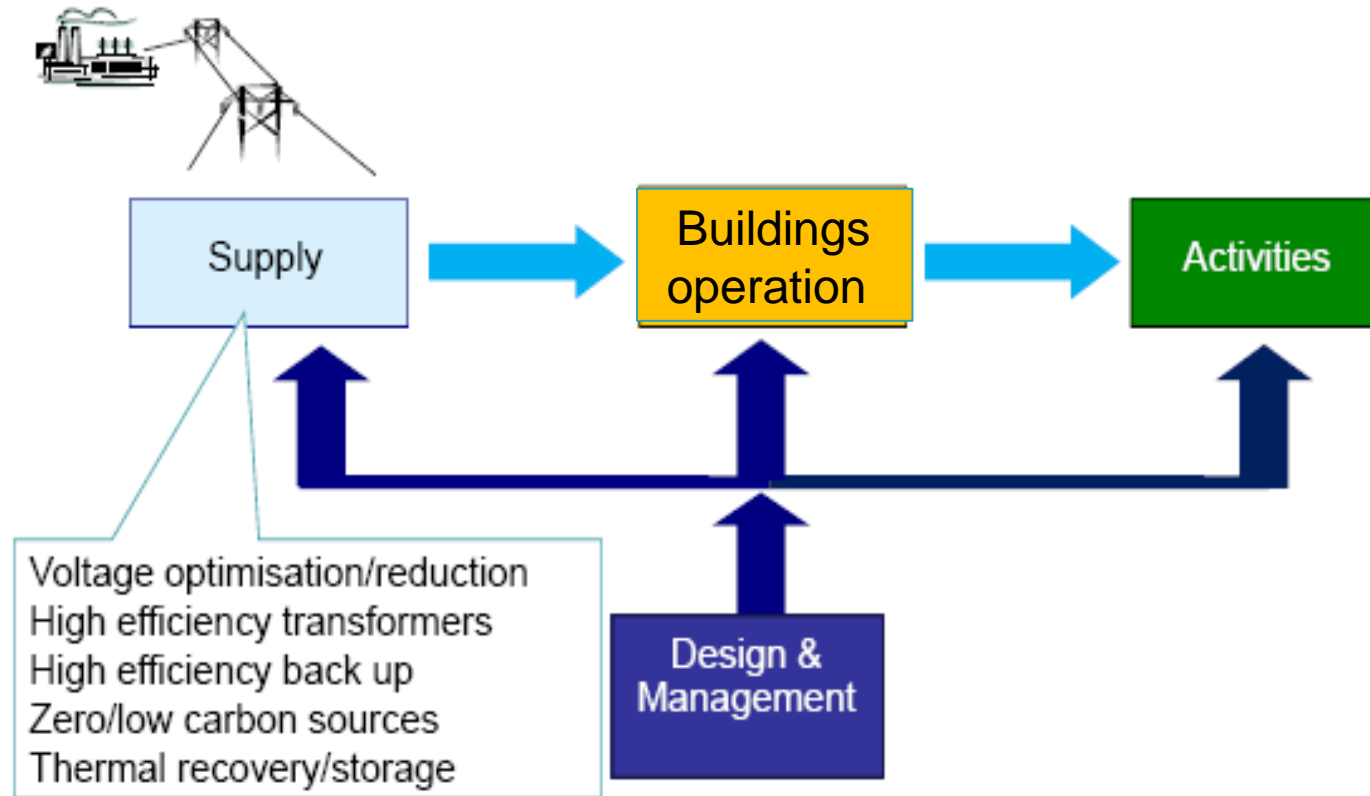 Supply
Buildings
operation
Activities
Voltage optimisation/reduction
High efficiency transformers
High efficiency back up
Zero/low carbon sources
Thermal recovery/storage
Design &
Management